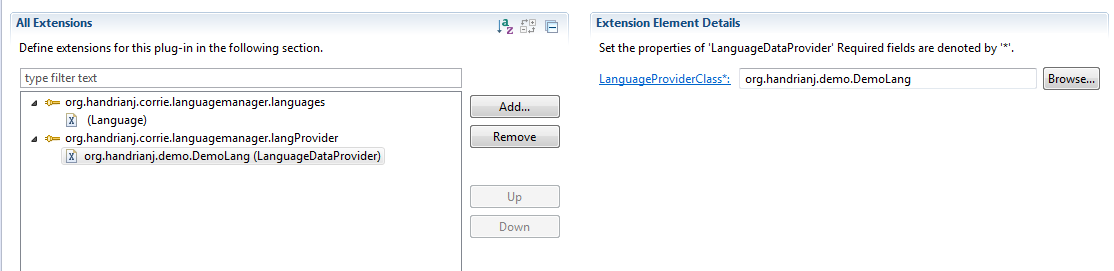 All Extensions
Define extensions for this plug-in in the following section.
type filter text
org.handrianj.corrie.languagemanager.languages
(Language)
org.handrianj.corrie.languagemanager.langProvider
org.handrianj.demo.DemoLang (LanguageDataProvider)
Add...
Remove
Up
Down
Extension Element Details
Set the properties of 'LanguageDataProvider' Required fields are denoted by '*'.
LanguageProviderClass*: org.handrianj.demo.DemoLang Browse...